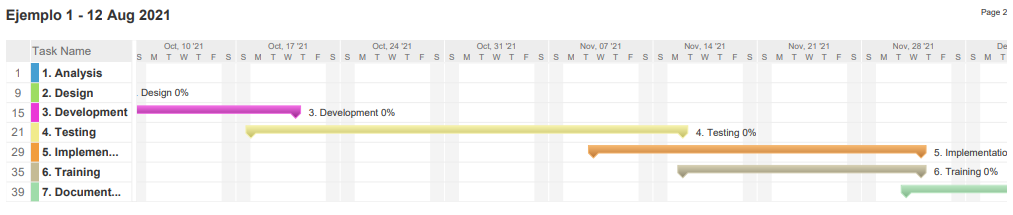 Ejemplo 1 - 12 Aug 2021
Page 2
Task Name
Oct, 10 '21 Oct, 17 '21 Oct, 24 '21 Oct, 31 '21 Nov, 07 '21 Nov, 14 '21 Nov, 21 '21 Nov, 28 '21 De
S M T W T F S S M T W T F S S M T W T F S S M T W T F S S M T W T F S S M T W T F S S M T W T F S S M T W T F S S M T
1 1. Analysis
9 2. Design . Design 0%
15 3. Development 3. Development 0%
21 4. Testing 4. Testing 0%
29 5. Implemen... 5. Implementatio
35 6. Training 6. Training 0%
39 7. Document...